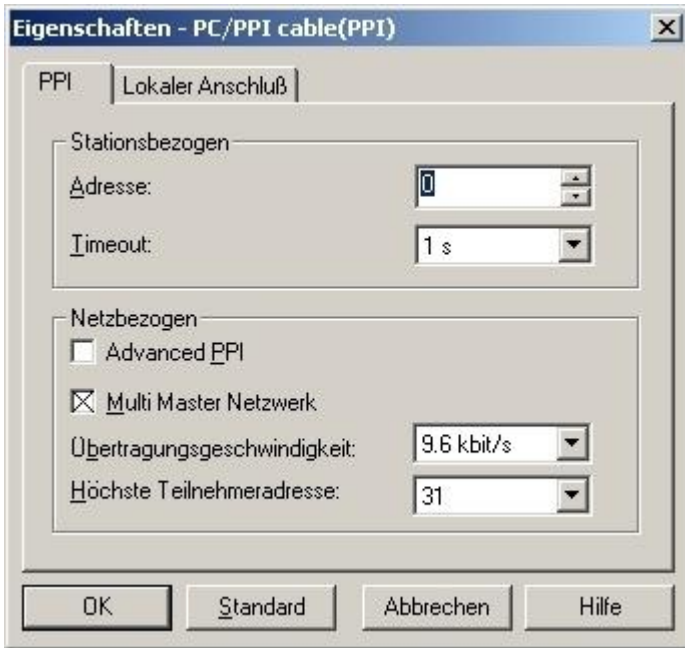 Eigenschaften - PC/PPI cable(PPI)
PPI
Lokaler Anschluß
Stationsbezogen
Adresse:
0
Timeout:
1 s
Netzbezogen
Advanced PPI
Multi Master Netzwerk
Übertragungsgeschwindigkeit:
9.6 kbit/s
Höchste Teilnehmeradresse:
31
OK
Standard
Abbrechen
Hilfe